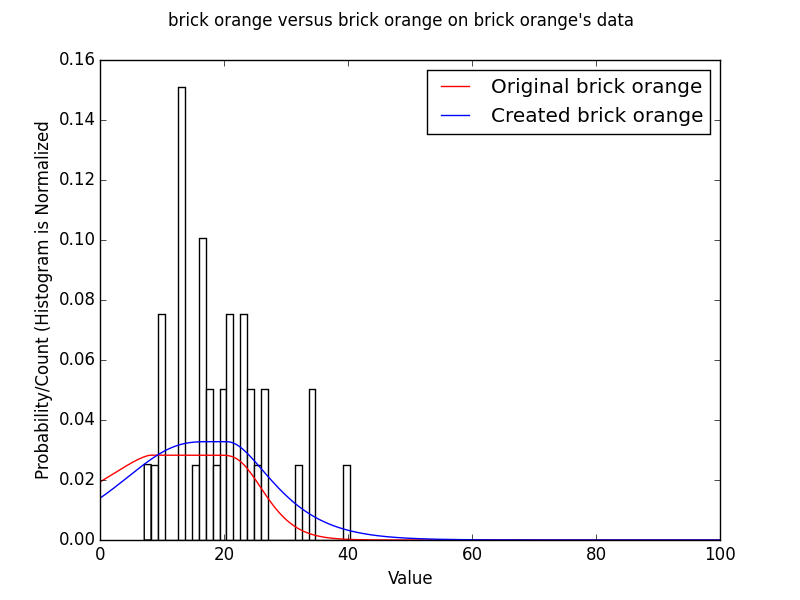 brick orange versus brick orange on brick orange's data
Original brick orange
Created brick orange
Probability/Count (Histogram is Normalized
0.16
0.14
0.12
0.10
0.08
0.06
0.04
0.02
0.00
0 20 40 60 80 100
Value